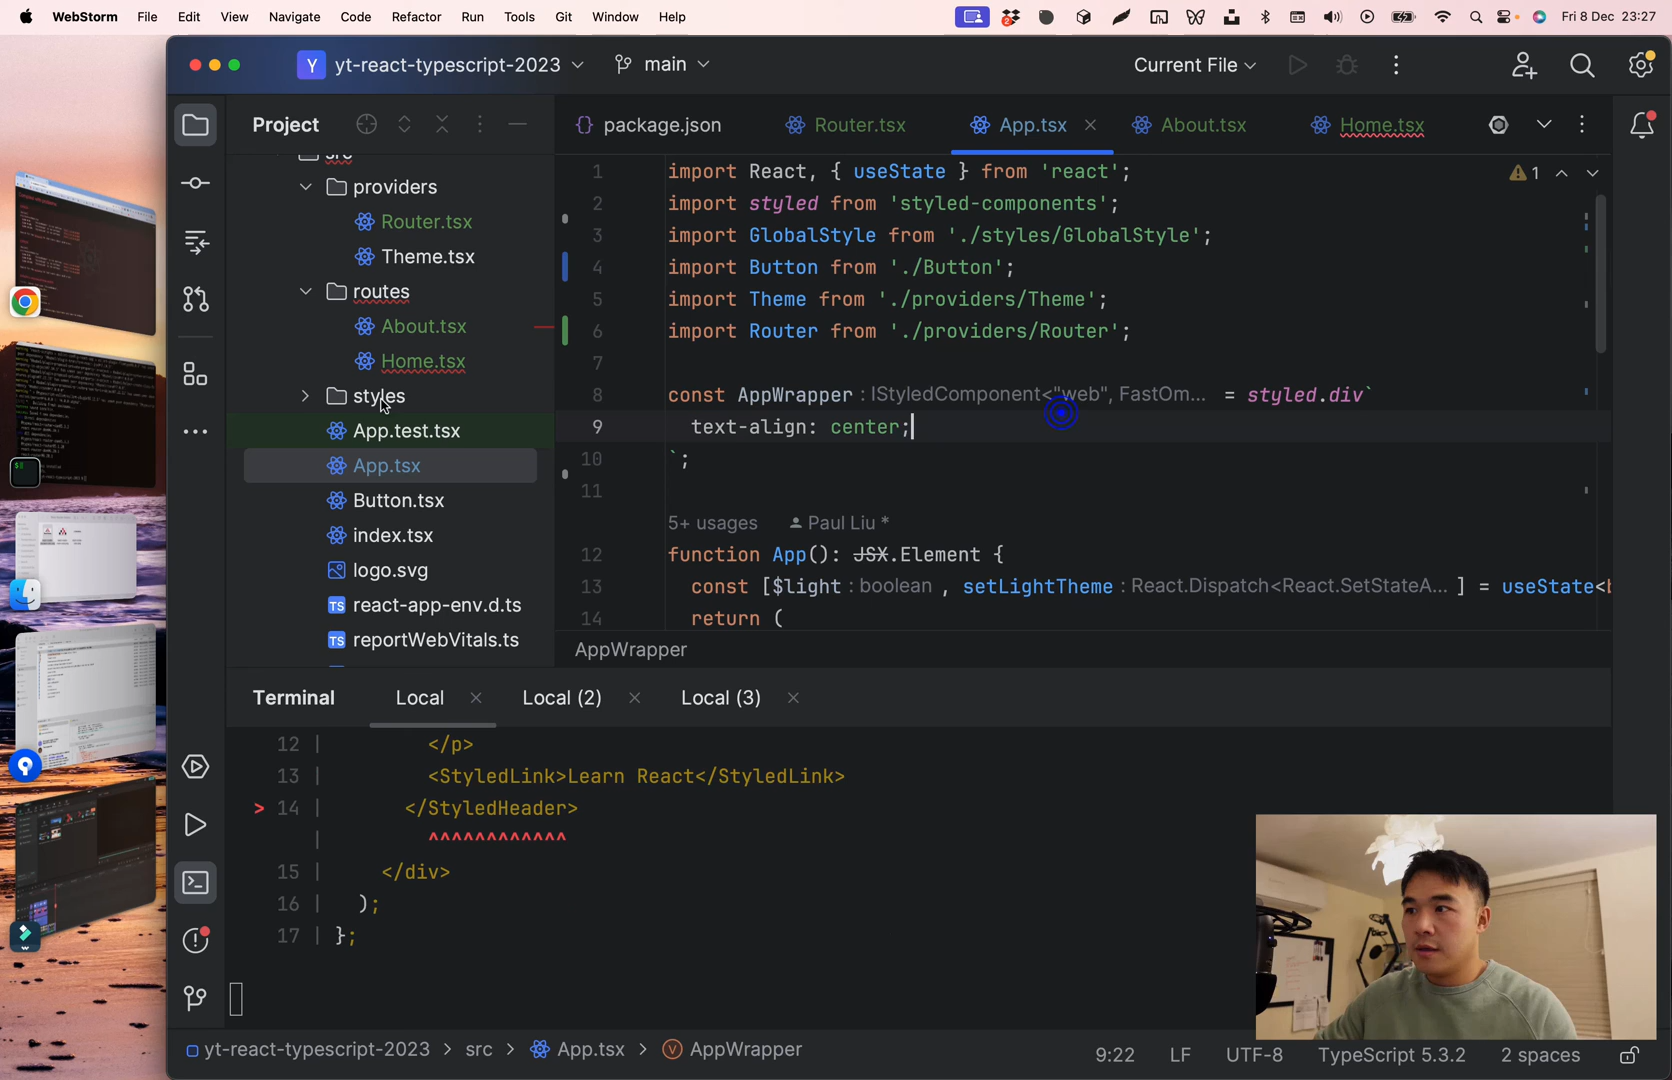 WebStorm File Edit View Navigate Code Refactor Run Tools Git Window Help
Fri 8 Dec 23:27
Y yt-react-typescript-2023 main
Current File
Project
package.json Router.tsx App.tsx About.tsx Home.tsx
src
providers
Router.tsx
Theme.tsx
routes
About.tsx
Home.tsx
styles
App.test.tsx
App.tsx
Button.tsx
index.tsx
logo.svg
TS react-app-env.d.ts
TS reportWebVitals.ts
1
1 import React, { useState } from 'react';
2 import styled from 'styled-components';
3 import GlobalStyle from './styles/GlobalStyle';
4 import Button from './Button';
5 import Theme from './providers/Theme';
6 import Router from './providers/Router';
7
8 const AppWrapper : IStyledComponent<"web", FastOm... = styled.div`
9 text-align: center;
10 `;
11
5+ usages Paul Liu *
12 function App(): JSX.Element {
13 const [$light : boolean , setLightTheme : React.Dispatch<React.SetStateA... ] = useState<b
14 return (
AppWrapper
Terminal Local Local (2) Local (3)
12 | </p>
13 | <StyledLink>Learn React</StyledLink>
> 14 | </StyledHeader>
| ^^^^^^^^^^^^
15 | </div>
16 | );
17 | };
yt-react-typescript-2023 > src > App.tsx > V AppWrapper
9:22 LF UTF-8 TypeScript 5.3.2 2 spaces